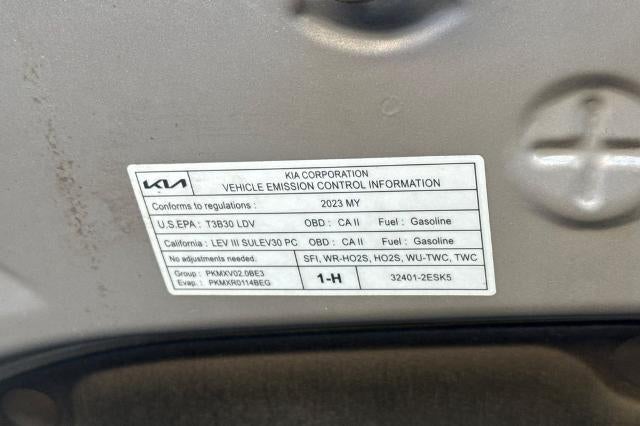 KIA KIA CORPORATION
VEHICLE EMISSION CONTROL INFORMATION
Conforms to regulations : 2023 MY
U.S.EPA : T3B30 LDV OBD : CA II Fuel : Gasoline
California : LEV III SULEV30 PC OBD : CA II Fuel : Gasoline
No adjustments needed. SFI, WR-HO2S, HO2S, WU-TWC, TWC
Group : PKMXV02.0BE3 1-H 32401-2ESK5
Evap. : PKMXR0114BEG